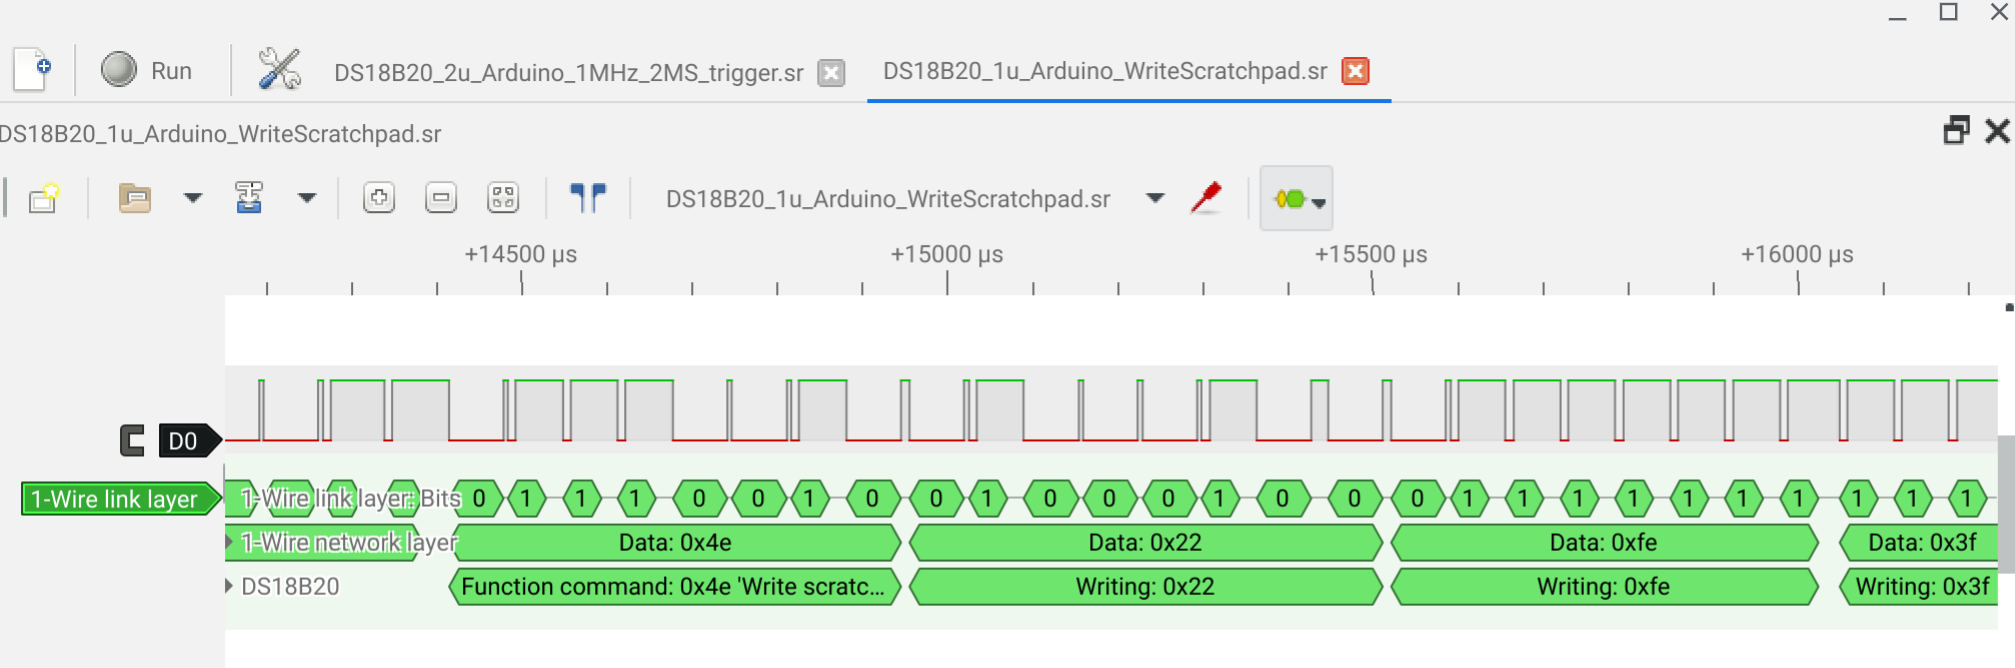 Run DS18B20_2u_Arduino_1MHz_2MS_trigger.sr DS18B20_1u_Arduino_WriteScratchpad.sr
DS18B20_1u_Arduino_WriteScratchpad.sr
DS18B20_1u_Arduino_WriteScratchpad.sr
+14500 µs +15000 µs +15500 µs +16000 µs
D0
1-Wire link layer 1-Wire link layer: Bits 0 1 1 1 0 0 1 0 0 1 0 0 0 1 0 0 0 1 1 1 1 1 1 1 1 1 1
1-Wire network layer Data: 0x4e Data: 0x22 Data: 0xfe Data: 0x3f
DS18B20 Function command: 0x4e 'Write scratc... Writing: 0x22 Writing: 0xfe Writing: 0x3f